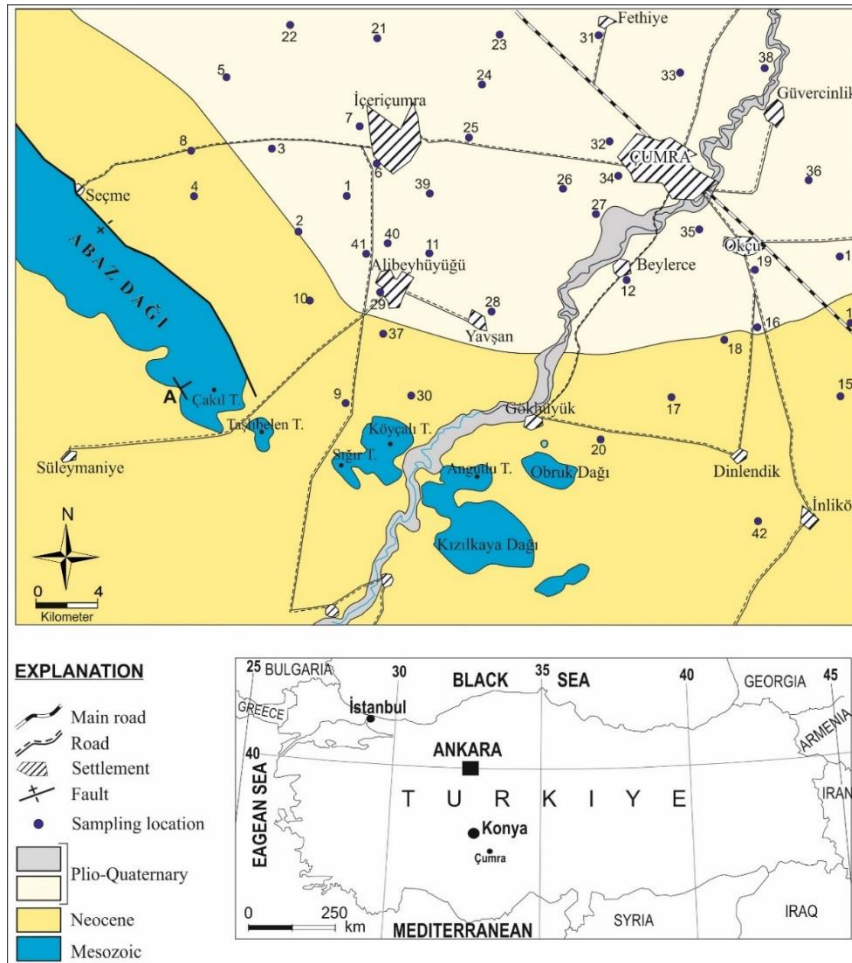 22
21
23
31
Fethiye
5
24
33
38
Güvercinlik
İçeriçumra
7
25
32
ÇUMRA
8
3
6
Seçme
4
1
39
26
34
36
2
27
40
41
11
35
Okçu
ABAZ DAĞI
Alibeyhüyüğü
Beylerce
19
10
29
28
12
Yavşan
16
37
18
A
Çakıl T.
9
30
17
15
Taşlıbelen T.
Köyçalı T.
Gökhüyük
Süleymaniye
Sığır T.
20
Angutlu T.
Obruk Dağı
Dinlendik
N
Kızılkaya Dağı
42
İnlikö
0 4
Kilometer
EXPLANATION
Main road
Road
Settlement
Fault
Sampling location
Plio-Quaternary
Neocene
Mesozoic
25
BULGARIA
30
BLACK SEA
35
40
GEORGIA
45
GREECE
İstanbul
ARMENIA
40
ANKARA
TURKIYE
IRAN
EAGEAN SEA
Konya
Çumra
0 250
km
MEDITERRANEAN
SYRIA
IRAQ